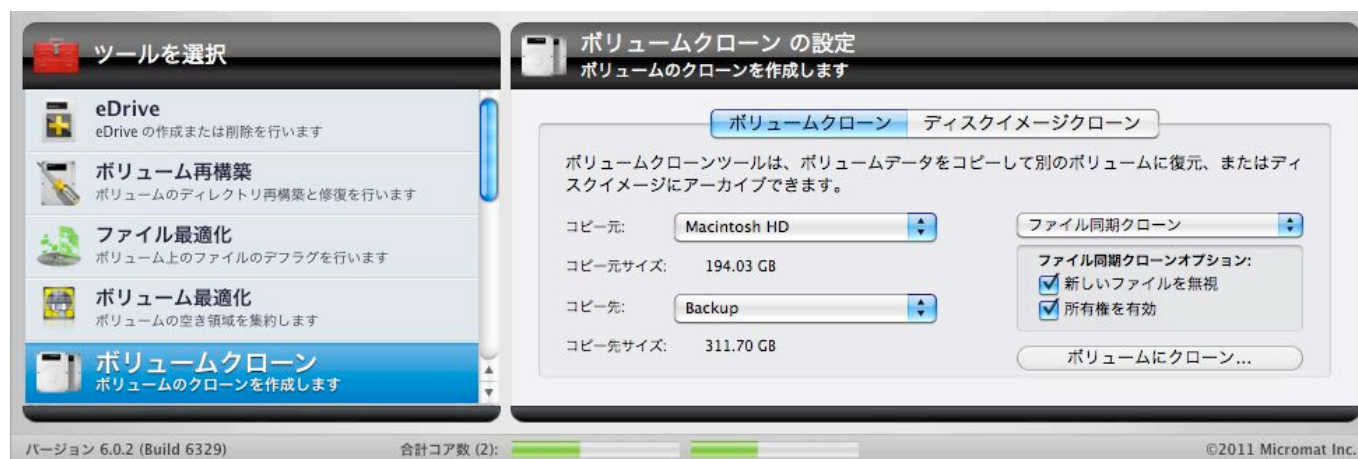 ツールを選択
eDrive
eDrive の作成または削除を行います
ボリューム再構築
ボリュームのディレクトリ再構築と修復を行います
ファイル最適化
ボリューム上のファイルのデフラグを行います
ボリューム最適化
ボリュームの空き領域を集約します
ボリュームクローン
ボリュームのクローンを作成します
ボリュームクローン の設定
ボリュームのクローンを作成します
ボリュームクローン ディスクイメージクローン
ボリュームクローンツールは、ボリュームデータをコピーして別のボリュームに復元、またはディ
スクイメージにアーカイブできます。
コピー元: Macintosh HD
コピー元サイズ: 194.03 GB
コピー先: Backup
コピー先サイズ: 311.70 GB
ファイル同期クローン
ファイル同期クローンオプション:
新しいファイルを無視
所有権を有効
ボリュームにクローン...
バージョン 6.0.2 (Build 6329) 合計コア数 (2): ©2011 Micromat Inc.